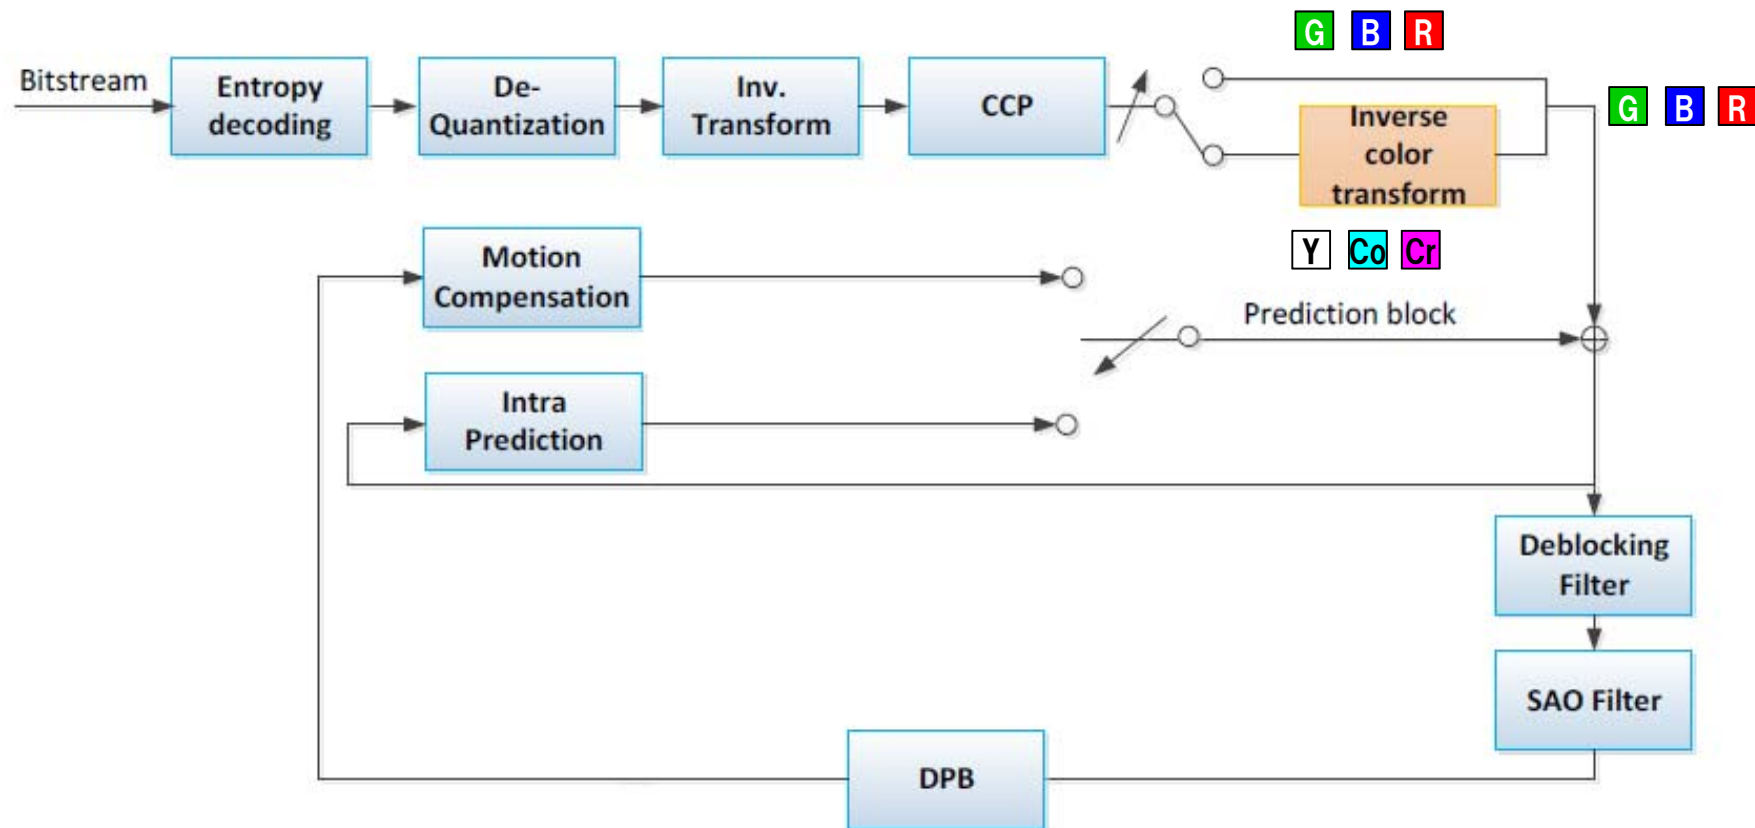 G B R
Bitstream
Entropy
decoding
De-
Quantization
Inv.
Transform
CCP
Inverse
color
transform
G B R
Y Co Cr
Motion
Compensation
Prediction block
Intra
Prediction
Deblocking
Filter
SAO Filter
DPB